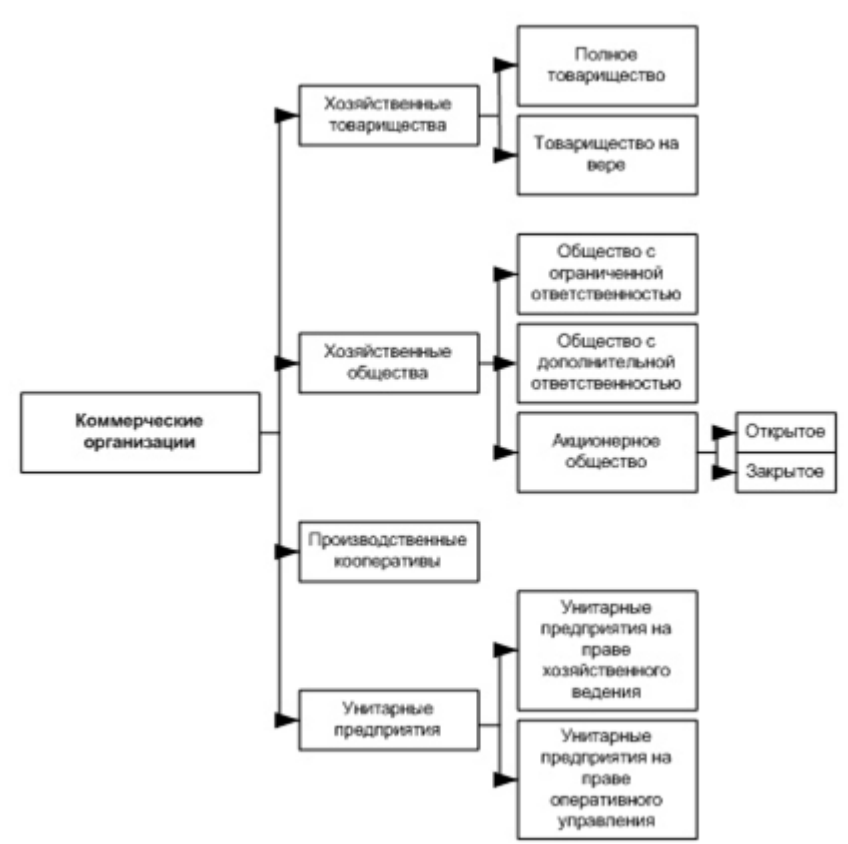 Полное
товарищество
Хозяйственные
товарищества
Товарищество на
вере
Общество с
ограниченной
ответственностью
Хозяйственные
общества
Общество с
дополнительной
ответственностью
Коммерческие
организации
Акционерное
общество
Открытое
Закрытое
Производственные
кооперативы
Унитарные
предприятия на
праве
хозяйственного
ведения
Унитарные
предприятия
Унитарные
предприятия на
праве
оперативного
управления